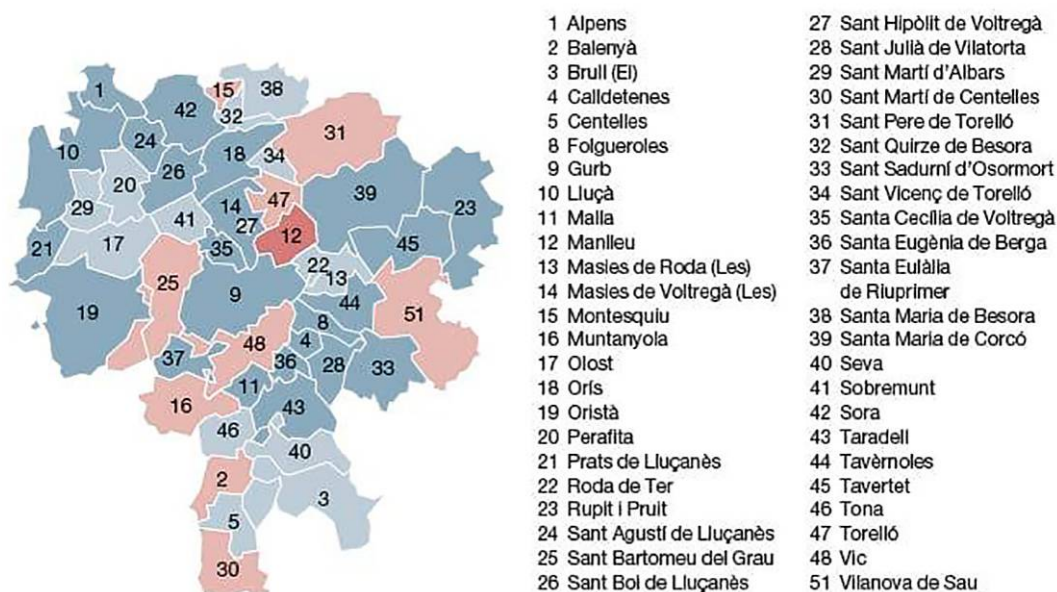 1
15
38
42
32
31
24
18
10
34
26
20
39
47
14
29
23
41
27
12
45
17
35
21
22
13
25
9
44
51
19
8
48
4
37
36
28
33
11
16
43
46
40
2
3
5
30
1 Alpens
2 Balenyà
3 Brull (El)
4 Calldetenes
5 Centelles
8 Folgueroles
9 Gurb
10 Lluçà
11 Malla
12 Manlleu
13 Masies de Roda (Les)
14 Masies de Voltregà (Les)
15 Montesquiu
16 Muntanyola
17 Olost
18 Orís
19 Oristà
20 Perafita
21 Prats de Lluçanès
22 Roda de Ter
23 Rupit i Pruit
24 Sant Agustí de Lluçanès
25 Sant Bartomeu del Grau
26 Sant Boi de Lluçanès
27 Sant Hipòlit de Voltregà
28 Sant Julià de Vilatorta
29 Sant Martí d'Albars
30 Sant Martí de Centelles
31 Sant Pere de Torelló
32 Sant Quirze de Besora
33 Sant Sadurní d'Osormort
34 Sant Vicenç de Torelló
35 Santa Cecília de Voltregà
36 Santa Eugènia de Berga
37 Santa Eulàlia
de Riuprimer
38 Santa Maria de Besora
39 Santa Maria de Corcó
40 Seva
41 Sobremunt
42 Sora
43 Taradell
44 Tavèrnoles
45 Tavertet
46 Tona
47 Torelló
48 Vic
51 Vilanova de Sau